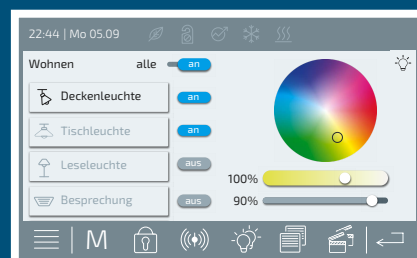 22:44 | Mo 05.09
Wohnen alle an
Deckenleuchte an
Tischleuchte an
Leseleuchte aus
100%
Besprechung aus
90%
M